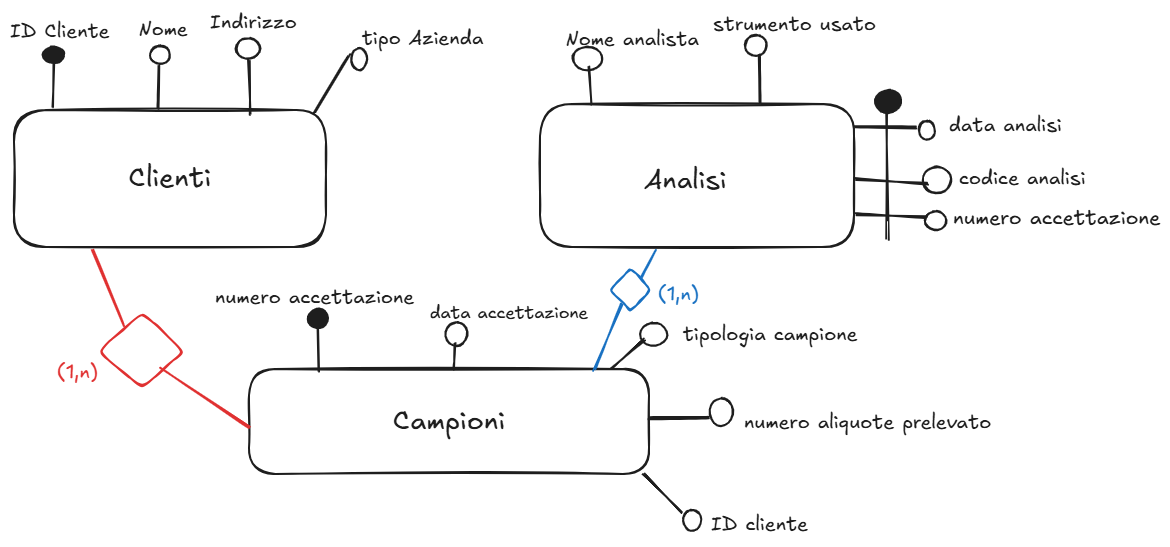 ID Cliente
Nome
Indirizzo
tipo Azienda
Nome analista
strumento usato
Clienti
Analisi
data analisi
codice analisi
numero accettazione
(1,n)
numero accettazione
data accettazione
(1,n)
tipologia campione
Campioni
numero aliquote prelevato
ID cliente